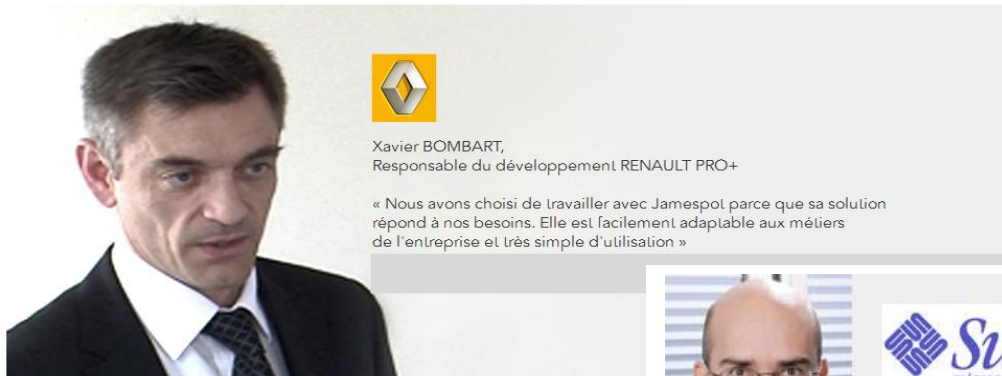 Xavier BOMBART,
Responsable du développement RENAULT PRO+
« Nous avons choisi de travailler avec Jamespot parce que sa solution
répond à nos besoins. Elle est facilement adaptable aux métiers
de l'entreprise et très simple d'utilisation »